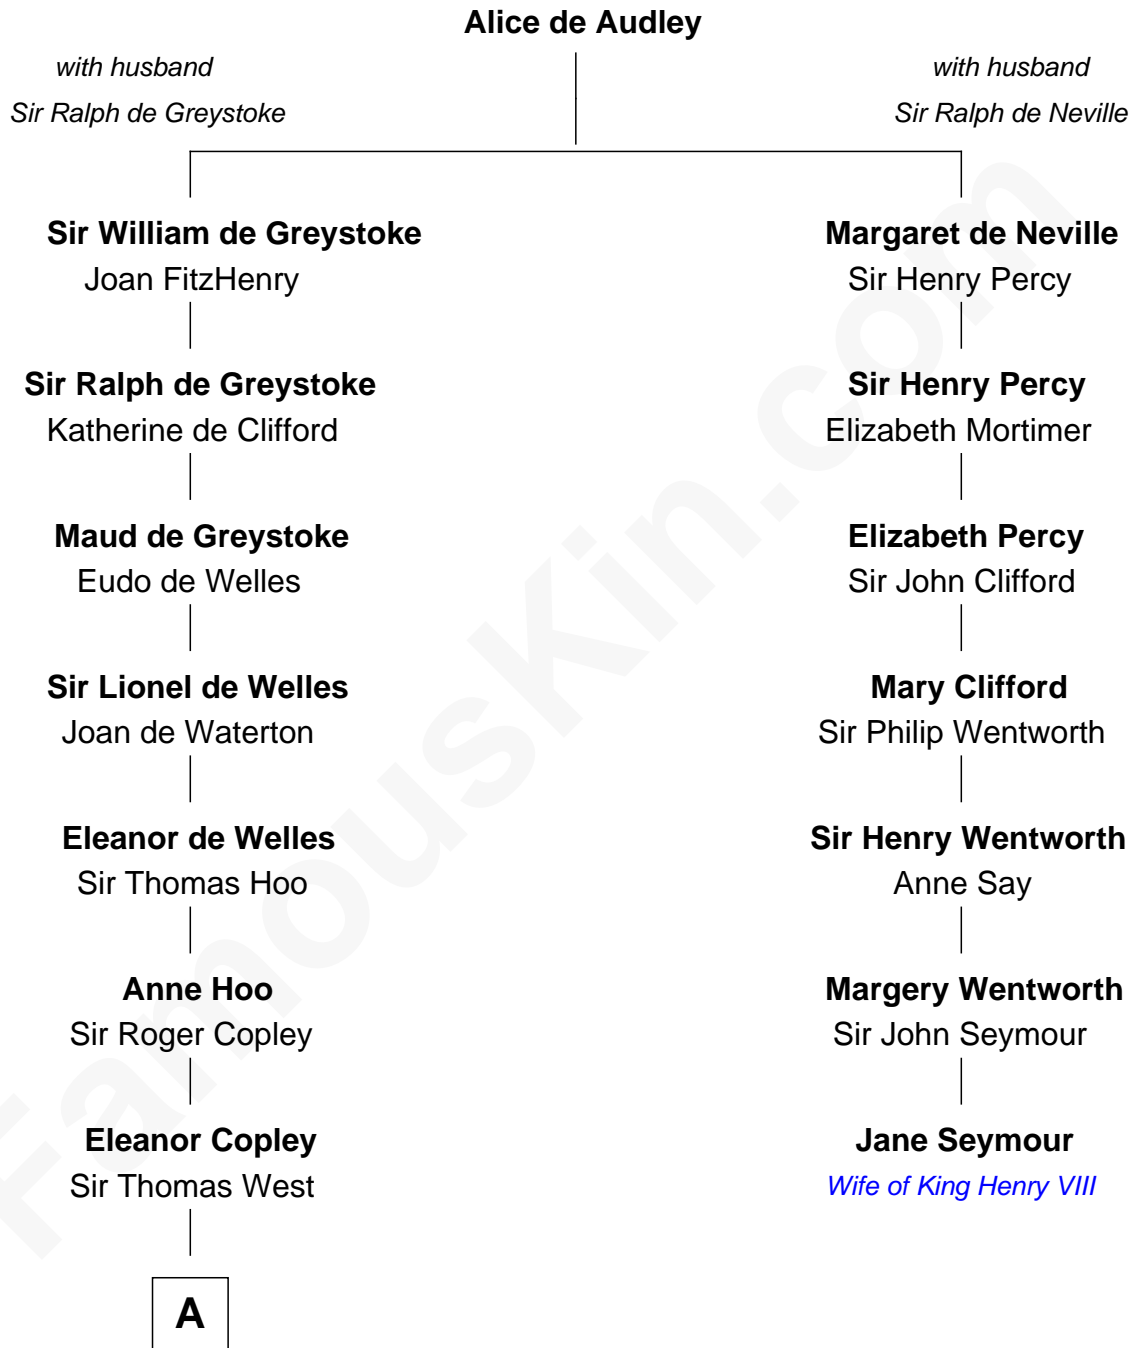 Alice de Audley
with husband
Sir Ralph de Greystoke
with husband
Sir Ralph de Neville
Sir William de Greystoke
Joan FitzHenry
Margaret de Neville
Sir Henry Percy
Sir Ralph de Greystoke
Katherine de Clifford
Sir Henry Percy
Elizabeth Mortimer
Maud de Greystoke
Eudo de Welles
Elizabeth Percy
Sir John Clifford
Sir Lionel de Welles
Joan de Waterton
Mary Clifford
Sir Philip Wentworth
Eleanor de Welles
Sir Thomas Hoo
Sir Henry Wentworth
Anne Say
Anne Hoo
Sir Roger Copley
Margery Wentworth
Sir John Seymour
Eleanor Copley
Sir Thomas West
Jane Seymour
Wife of King Henry VIII
A
FamousKin.com